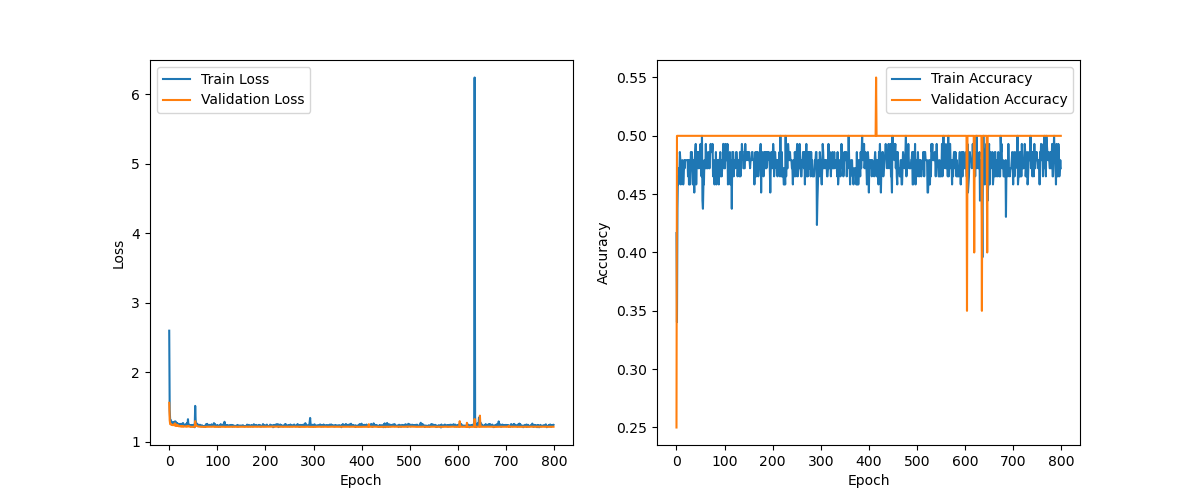 Train Loss
Validation Loss
6
5
4
3
2
1
Loss
0 100 200 300 400 500 600 700 800
Epoch
Train Accuracy
Validation Accuracy
0.55
0.50
0.45
0.40
0.35
0.30
0.25
Accuracy
0 100 200 300 400 500 600 700 800
Epoch